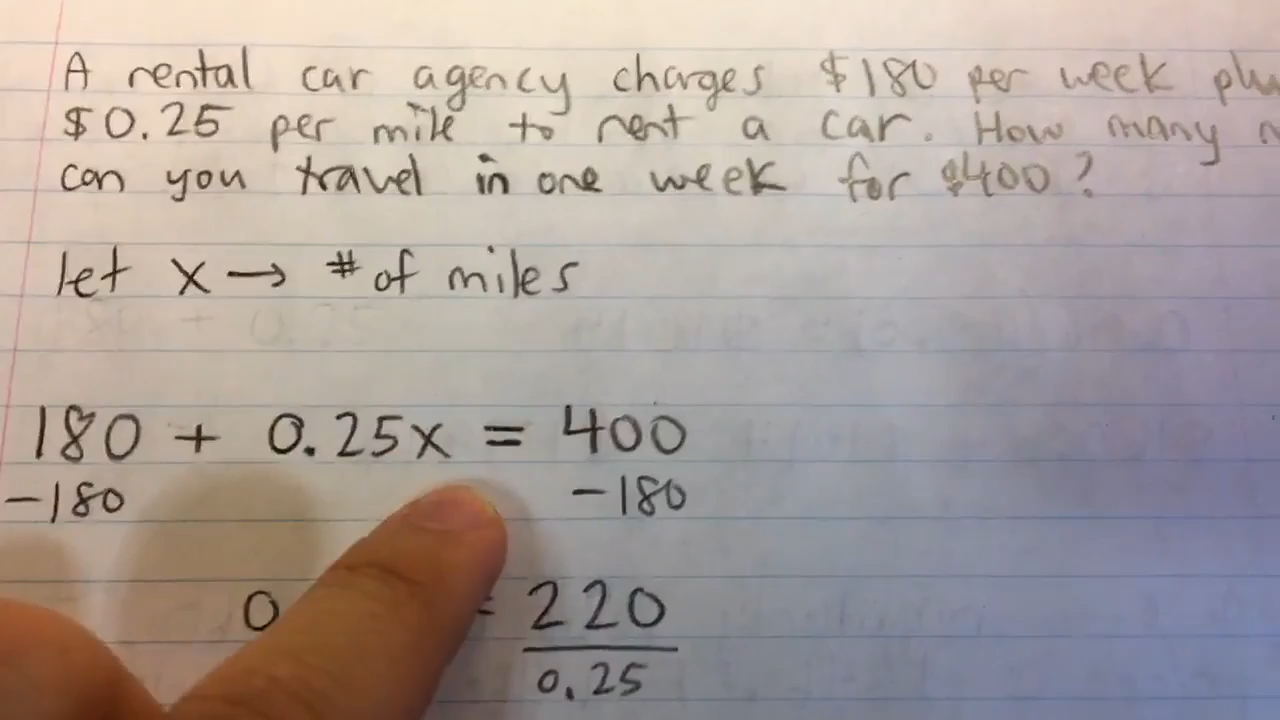 A rental car agency charges $180 per week
$0.25 per mile to rent a car. How many
can you travel in one week for $400?
let x → # of miles
180 + 0.25x = 400
-180 -180
0 = 220
0.25